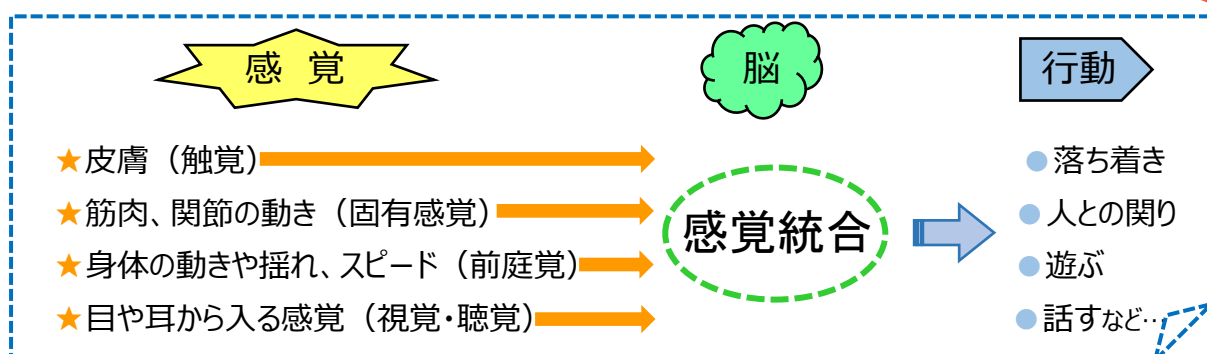 感 覚
脳
行動
★皮膚（触覚）
★筋肉、関節の動き（固有感覚）
★身体の動きや揺れ、スピード（前庭覚）
★目や耳から入る感覚（視覚・聴覚）
感覚統合
●落ち着き
●人との関り
●遊ぶ
●話すなど…